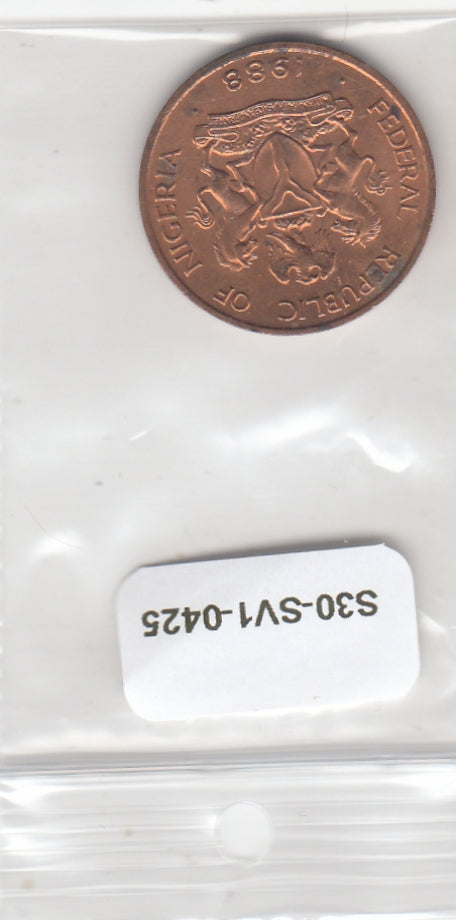 S30-SV1-0425
FEDERAL REPUBLIC OF NIGERIA
1988